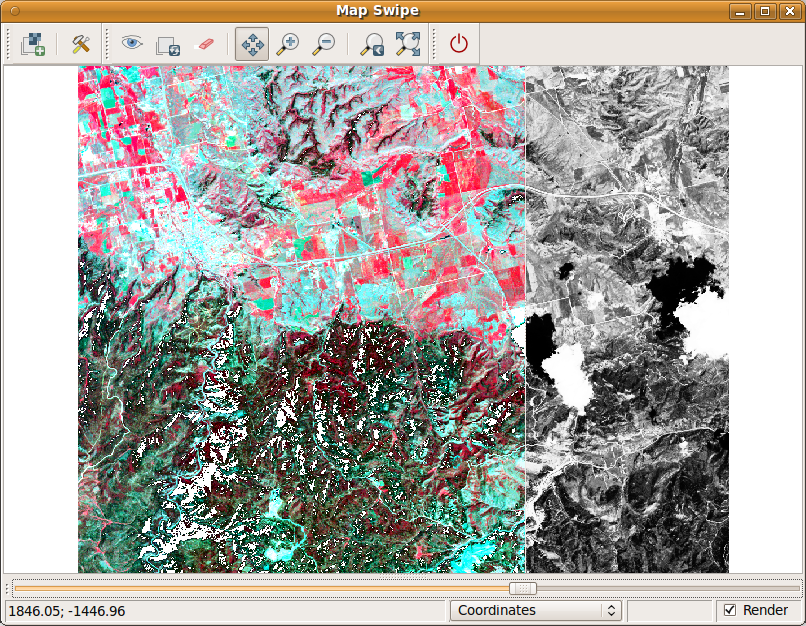 Map Swipe
1846.05; -1446.96
Coordinates
Render